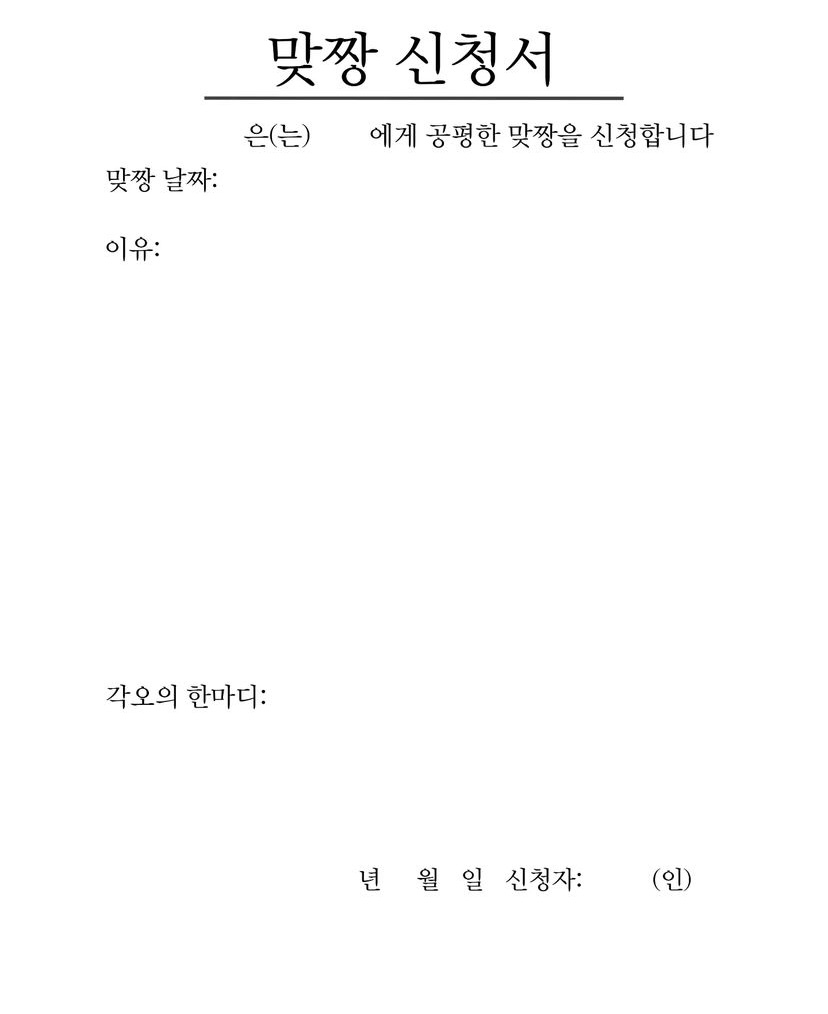 맞짱 신청서
은(는) 에게 공평한 맞짱을 신청합니다
맞짱 날짜:
이유:
각오의 한마디:
년 월 일 신청자: (인)